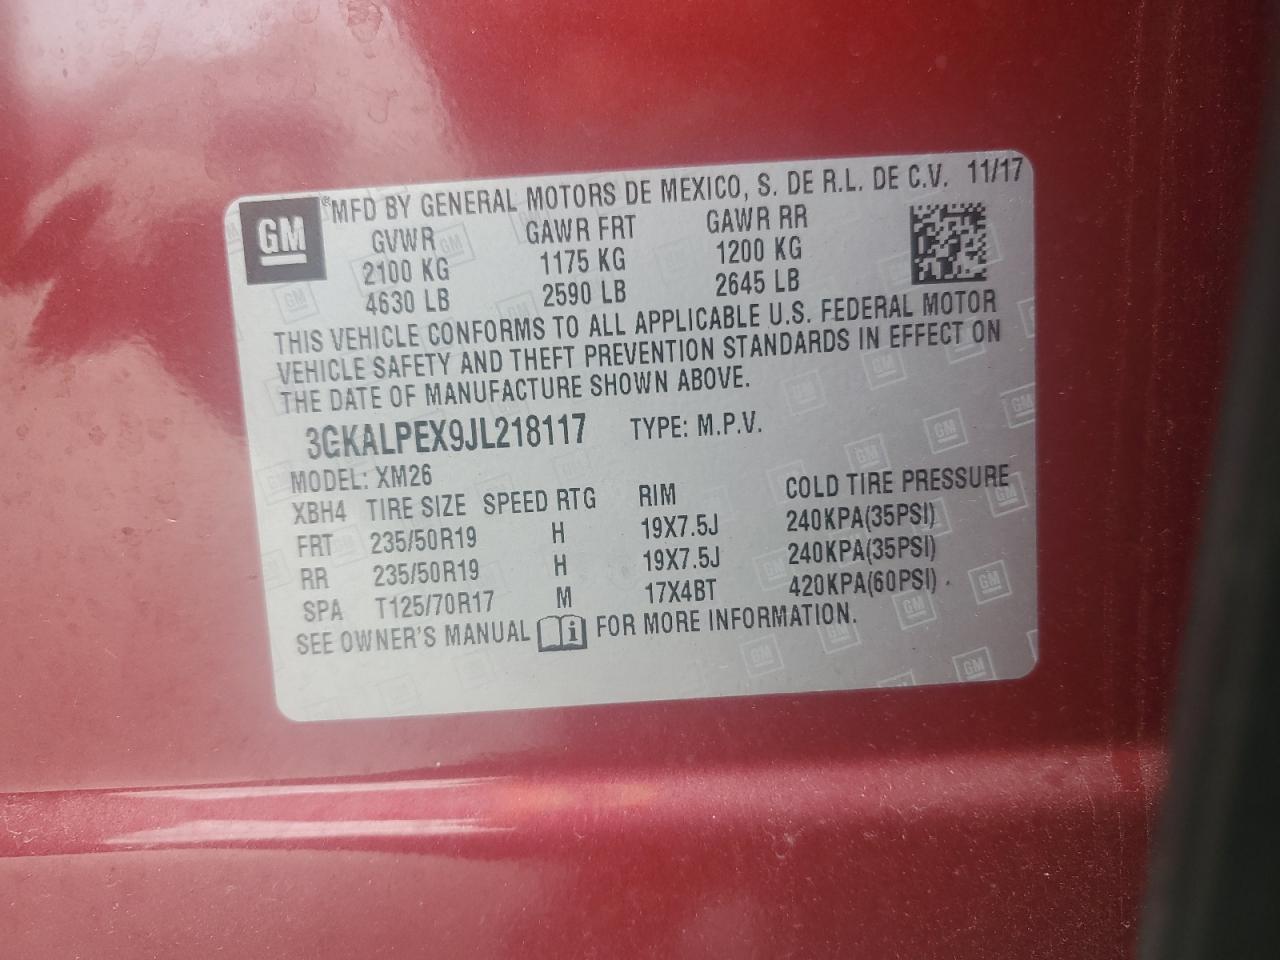 GM
®MFD BY GENERAL MOTORS DE MEXICO, S. DE R.L. DE C.V. 11/17
GVWR GAWR FRT GAWR RR
2100 KG 1175 KG 1200 KG
4630 LB 2590 LB 2645 LB
THIS VEHICLE CONFORMS TO ALL APPLICABLE U.S. FEDERAL MOTOR
VEHICLE SAFETY AND THEFT PREVENTION STANDARDS IN EFFECT ON
THE DATE OF MANUFACTURE SHOWN ABOVE.
3GKALPEX9JL218117 TYPE: M.P.V.
MODEL: XM26
XBH4 TIRE SIZE SPEED RTG RIM COLD TIRE PRESSURE
FRT 235/50R19 H 19X7.5J 240KPA(35PSI)
RR 235/50R19 H 19X7.5J 240KPA(35PSI)
SPA T125/70R17 M 17X4BT 420KPA(60PSI)
SEE OWNER'S MANUAL FOR MORE INFORMATION.